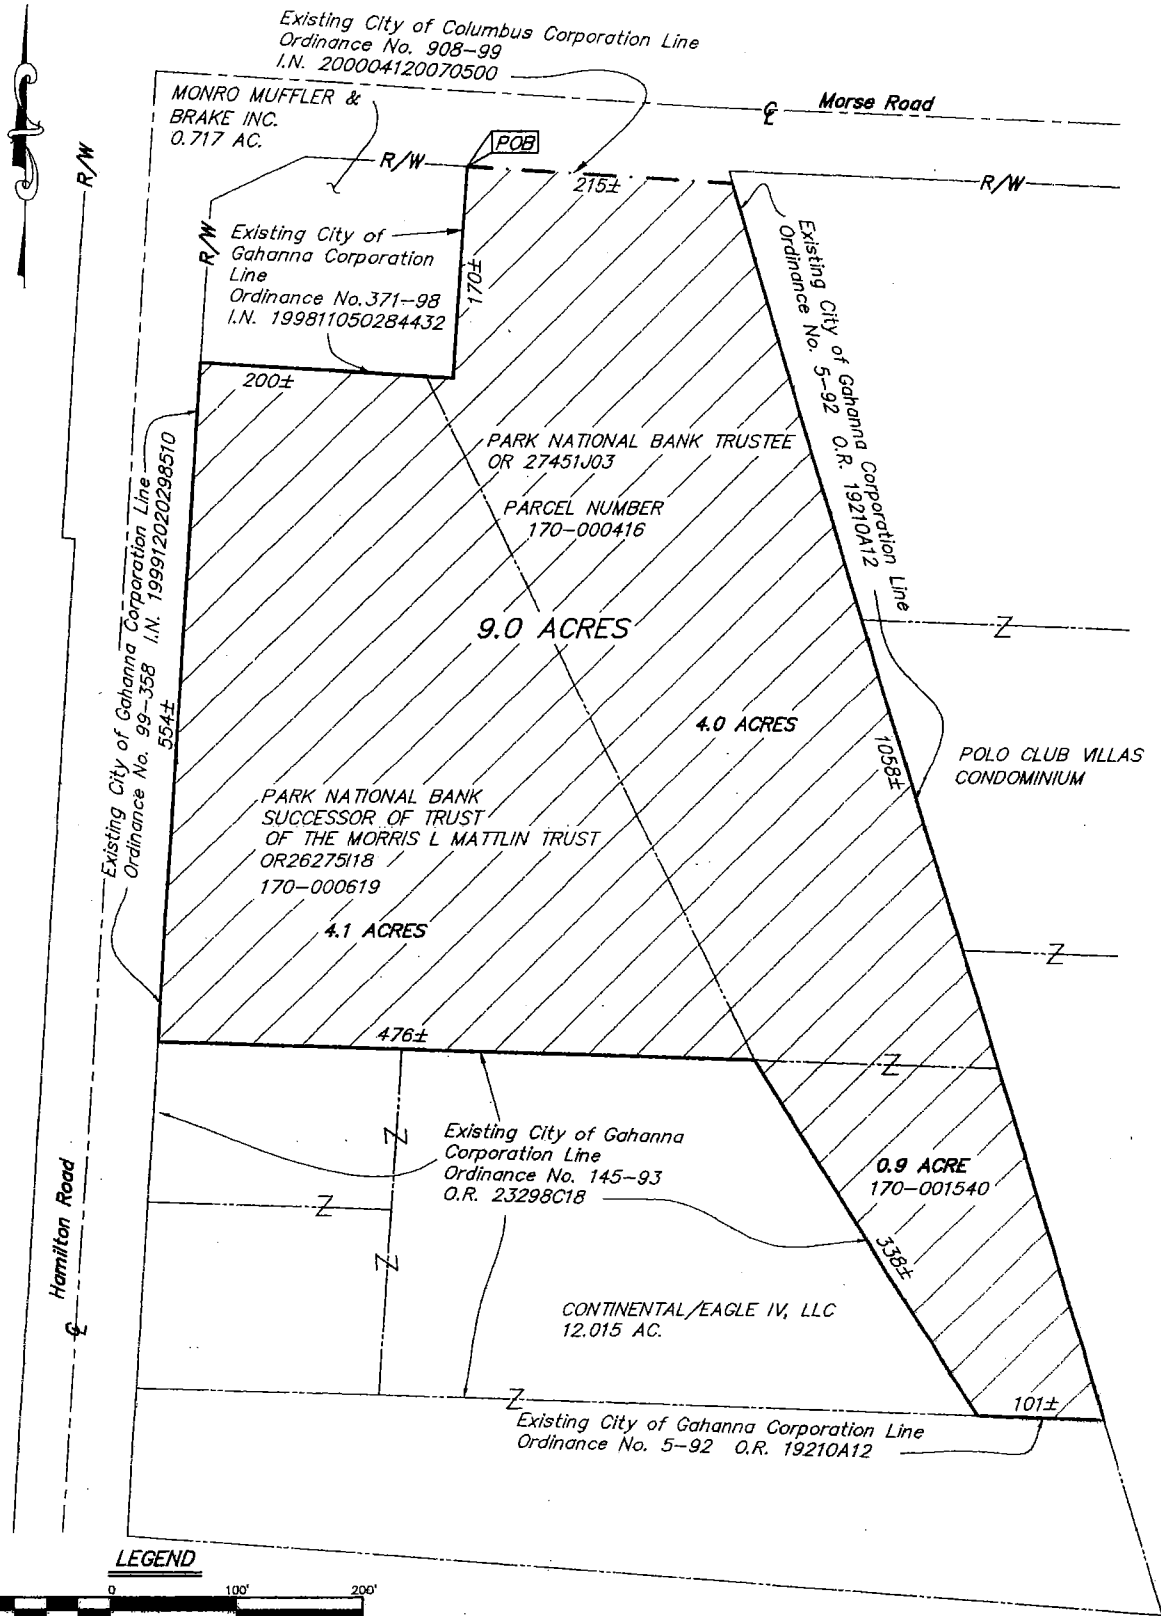 Existing City of Columbus Corporation Line
Ordinance No. 908-99
I.N. 200004120070500
MONRO MUFFLER &
BRAKE INC.
0.717 AC.
R/W
POB
R/W
215±
℄ Morse Road
R/W
R/W
Existing City of
Gahanna Corporation
Line
Ordinance No.371-98
I.N. 199811050284432
170±
200±
Existing City of Gahanna Corporation Line
Ordinance No. 5-92 O.R. 19210A12
PARK NATIONAL BANK TRUSTEE
OR 27451J03
PARCEL NUMBER
170-000416
9.0 ACRES
Existing City of Gahanna Corporation Line
Ordinance No. 99-358 I.N. 199912020298510
554±
Z
4.0 ACRES
1058±
POLO CLUB VILLAS
CONDOMINIUM
PARK NATIONAL BANK
SUCCESSOR OF TRUST
OF THE MORRIS L MATTLIN TRUST
OR26275I18
170-000619
4.1 ACRES
Z
476±
Z
Existing City of Gahanna
Corporation Line
Ordinance No. 145-93
O.R. 23298C18
Z
Z
Z
0.9 ACRE
170-001540
338±
Hamilton Road
℄
CONTINENTAL/EAGLE IV, LLC
12.015 AC.
Z
101±
Existing City of Gahanna Corporation Line
Ordinance No. 5-92 O.R. 19210A12
LEGEND
0 100' 200'